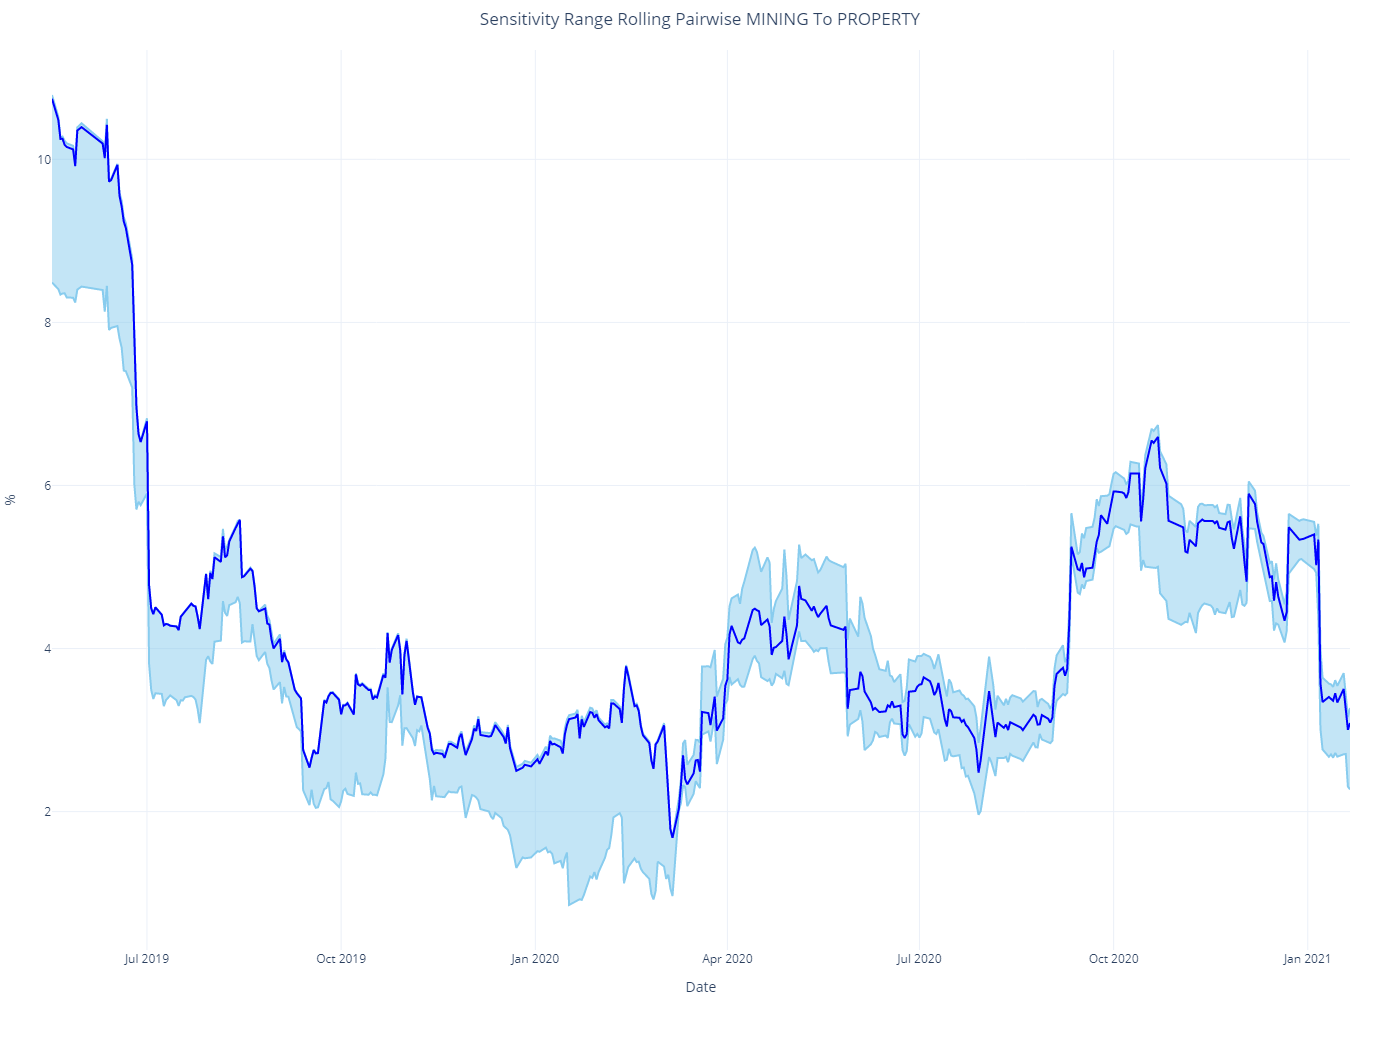 Sensitivity Range Rolling Pairwise MINING To PROPERTY
10
8
6
4
2
%
Jul 2019
Oct 2019
Jan 2020
Apr 2020
Jul 2020
Oct 2020
Jan 2021
Date